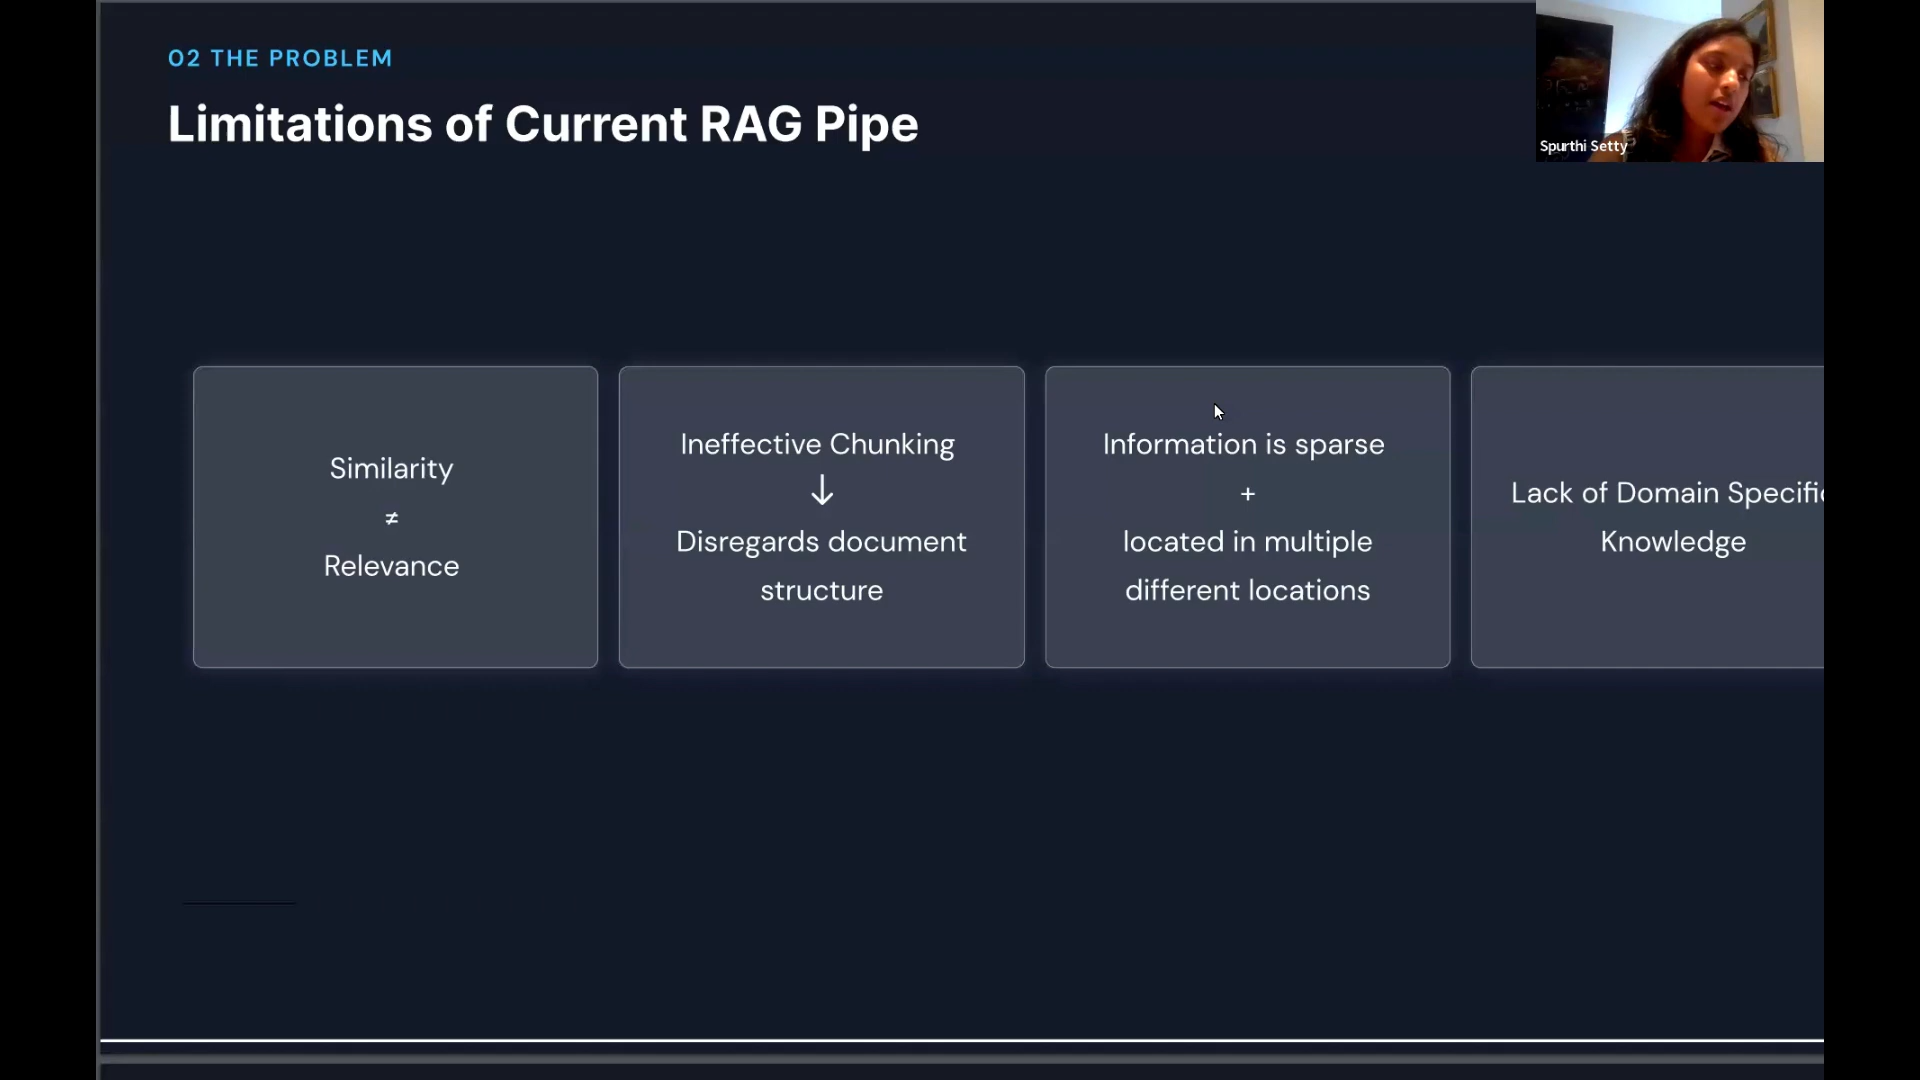 02 THE PROBLEM
Limitations of Current RAG Pipe
Spurthi Setty
Similarity
≠
Relevance
Ineffective Chunking
↓
Disregards document
structure
Information is sparse
+
located in multiple
different locations
Lack of Domain Specific
Knowledge